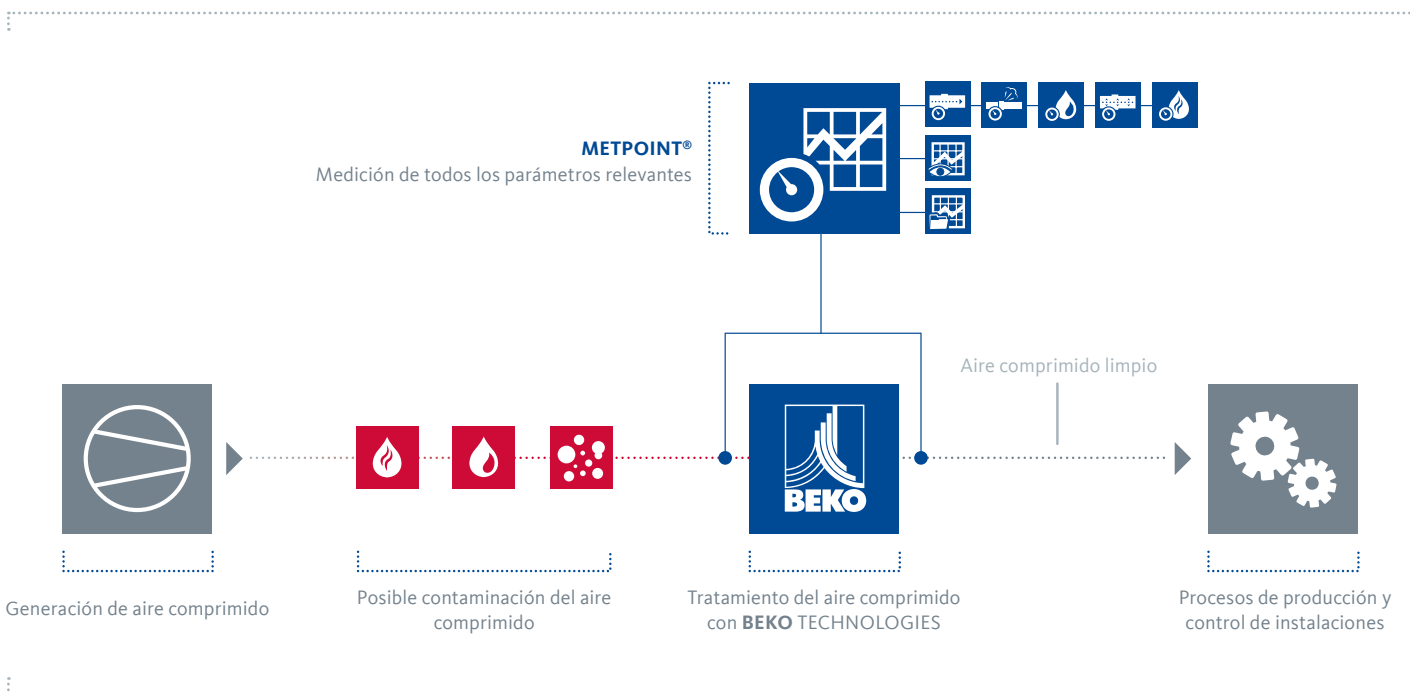 METPOINT®
Medición de todos los parámetros relevantes
Aire comprimido limpio
BEKO
Generación de aire comprimido
Posible contaminación del aire
comprimido
Tratamiento del aire comprimido
con BEKO TECHNOLOGIES
Procesos de producción y
control de instalaciones